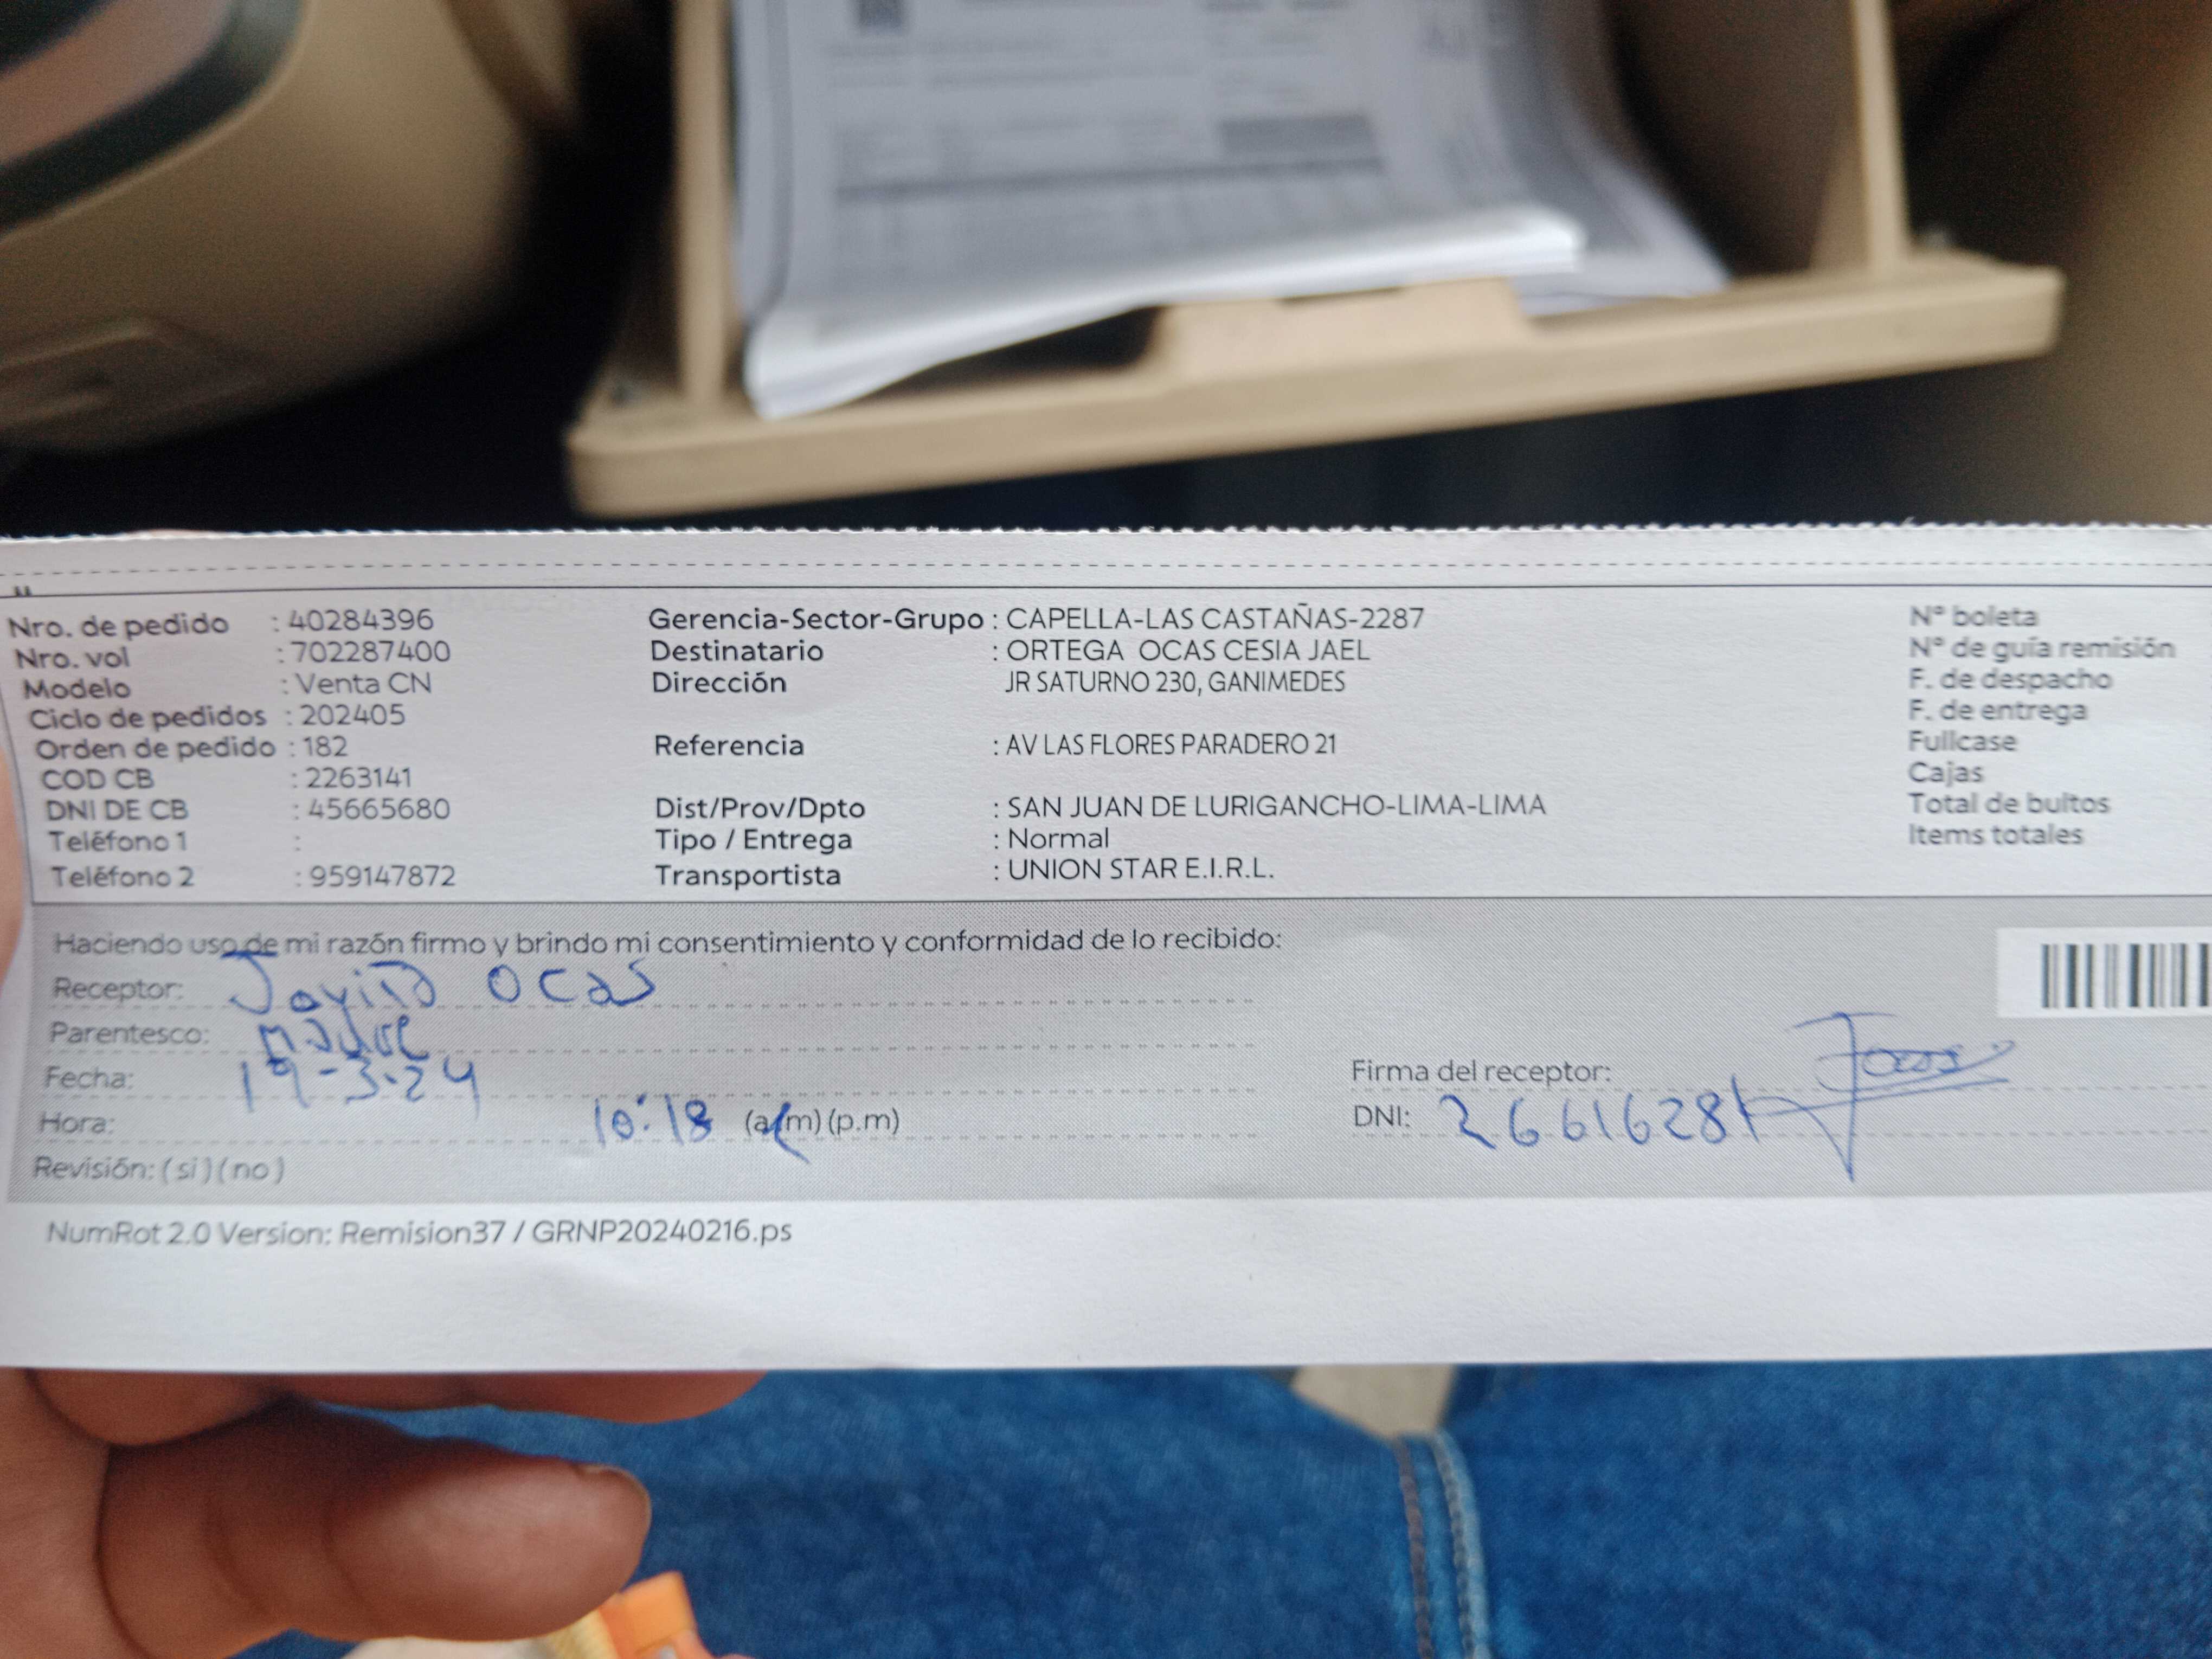 Nro. de pedido : 40284396
Nro. vol : 702287400
Modelo : Venta CN
Ciclo de pedidos : 202405
Orden de pedido : 182
COD CB : 2263141
DNI DE CB : 45665680
Teléfono 1 :
Teléfono 2 : 959147872
Gerencia-Sector-Grupo : CAPELLA-LAS CASTAÑAS-2287
Destinatario : ORTEGA OCAS CESIA JAEL
Dirección JR SATURNO 230, GANIMEDES
Referencia : AV LAS FLORES PARADERO 21
Dist/Prov/Dpto : SAN JUAN DE LURIGANCHO-LIMA-LIMA
Tipo / Entrega : Normal
Transportista : UNION STAR E.I.R.L.
N° boleta
N° de guía remisión
F. de despacho
F. de entrega
Fullcase
Cajas
Total de bultos
Items totales
Haciendo uso de mi razón firmo y brindo mi consentimiento y conformidad de lo recibido:
Receptor: Ocas
Parentesco: Madre
Fecha: 19-3-24
Hora: 10:18 (a.m) (p.m)
Revisión: (si) (no)
Firma del receptor: Jocas
DNI: 26616281
NumRot 2.0 Version: Remision37 / GRNP20240216.ps